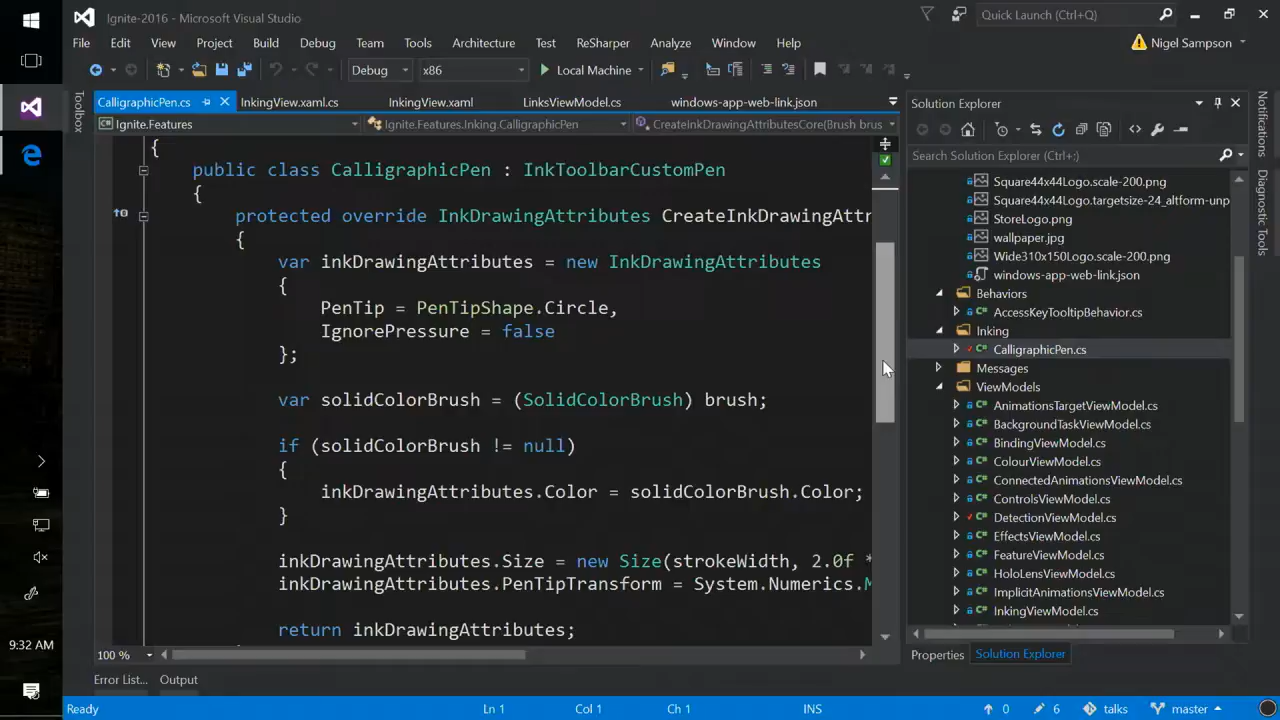 Ignite-2016 - Microsoft Visual Studio
Quick Launch (Ctrl+Q)
File Edit View Project Build Debug Team Tools Architecture Test ReSharper Analyze Window Help
Nigel Sampson
Debug x86 Local Machine
Toolbox
CalligraphicPen.cs InkingView.xaml.cs InkingView.xaml LinksViewModel.cs windows-app-web-link.json
Ignite.Features Ignite.Features.Inking.CalligraphicPen CreateInkDrawingAttributesCore(Brush brus
{
public class CalligraphicPen : InkToolbarCustomPen
{
protected override InkDrawingAttributes CreateInkDrawingAttr
{
var inkDrawingAttributes = new InkDrawingAttributes
{
PenTip = PenTipShape.Circle,
IgnorePressure = false
};
var solidColorBrush = (SolidColorBrush) brush;
if (solidColorBrush != null)
{
inkDrawingAttributes.Color = solidColorBrush.Color;
}
inkDrawingAttributes.Size = new Size(strokeWidth, 2.0f *
inkDrawingAttributes.PenTipTransform = System.Numerics.M
return inkDrawingAttributes;
100 %
Error List... Output
Solution Explorer
Search Solution Explorer (Ctrl+;)
Square44x44Logo.scale-200.png
Square44x44Logo.targetsize-24_altform-unp
StoreLogo.png
wallpaper.jpg
Wide310x150Logo.scale-200.png
windows-app-web-link.json
Behaviors
AccessKeyTooltipBehavior.cs
Inking
CalligraphicPen.cs
Messages
ViewModels
AnimationsTargetViewModel.cs
BackgroundTaskViewModel.cs
BindingViewModel.cs
ColourViewModel.cs
ConnectedAnimationsViewModel.cs
ControlsViewModel.cs
DetectionViewModel.cs
EffectsViewModel.cs
FeatureViewModel.cs
HoloLensViewModel.cs
ImplicitAnimationsViewModel.cs
InkingViewModel.cs
Properties Solution Explorer
Notifications
Diagnostic Tools
9:32 AM
Ready Ln 1 Col 1 Ch 1 INS 0 6 talks master